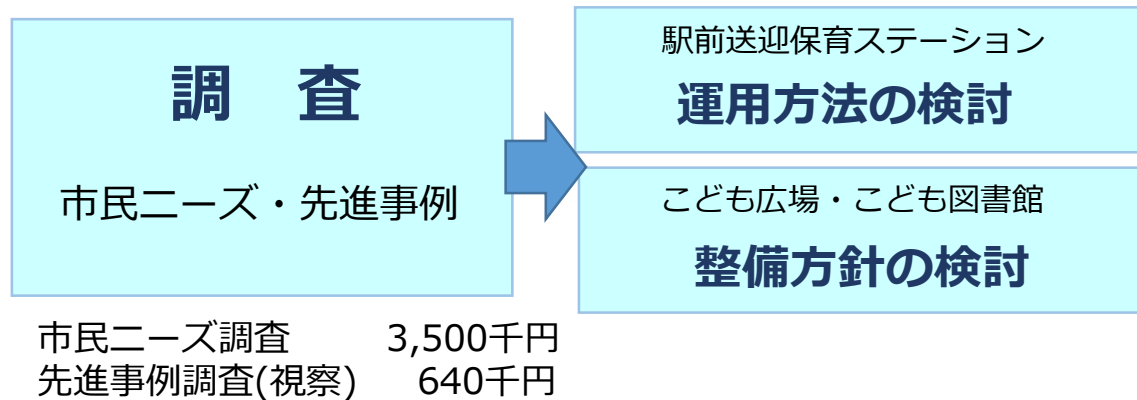 調　査
市民ニーズ・先進事例
駅前送迎保育ステーション
運用方法の検討
こども広場・こども図書館
整備方針の検討
市民ニーズ調査　　　3,500千円
先進事例調査(視察)　　640千円